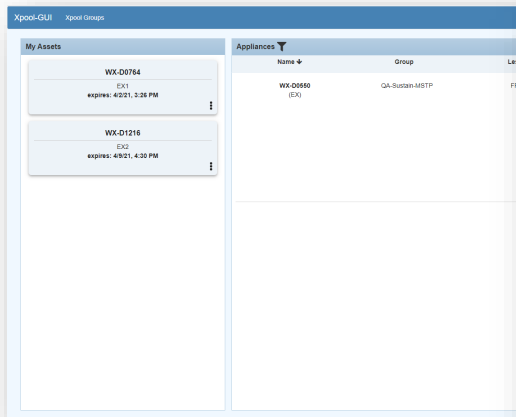 Xpool-GUI Xpool Groups
My Assets
WX-D0764
EX1
expires: 4/2/21, 3:26 PM
WX-D1216
EX2
expires: 4/9/21, 4:30 PM
Appliances
Name Group
WX-D0550 QA-Sustain-MSTP
(EX)